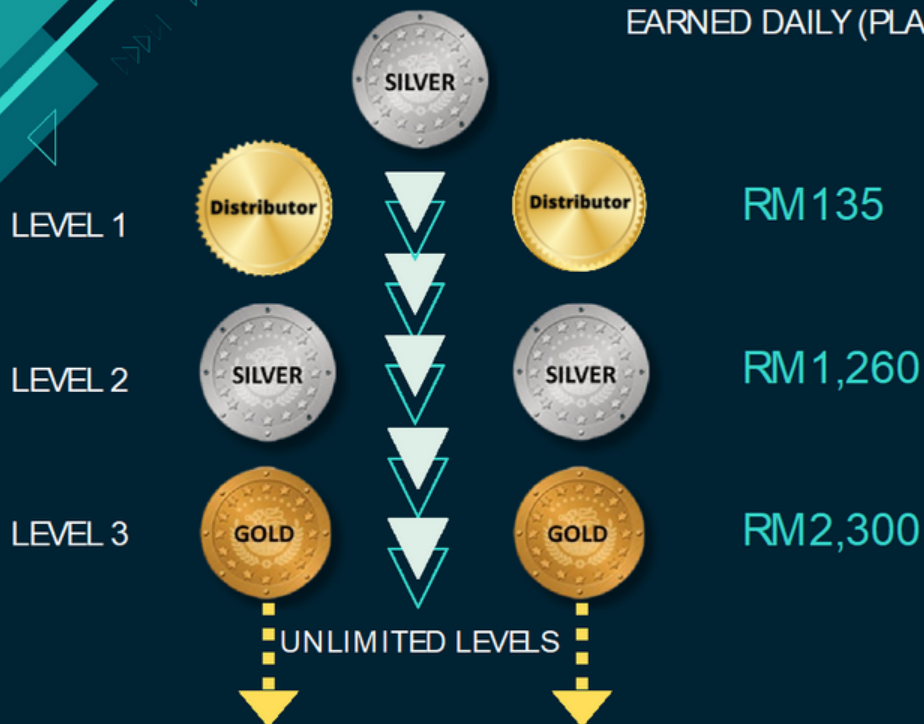 EARNED DAILY (PLA
SILVER
LEVEL 1
Distributor
Distributor
RM135
LEVEL 2
SILVER
SILVER
RM1,260
LEVEL 3
GOLD
GOLD
RM2,300
UNLIMITED LEVELS